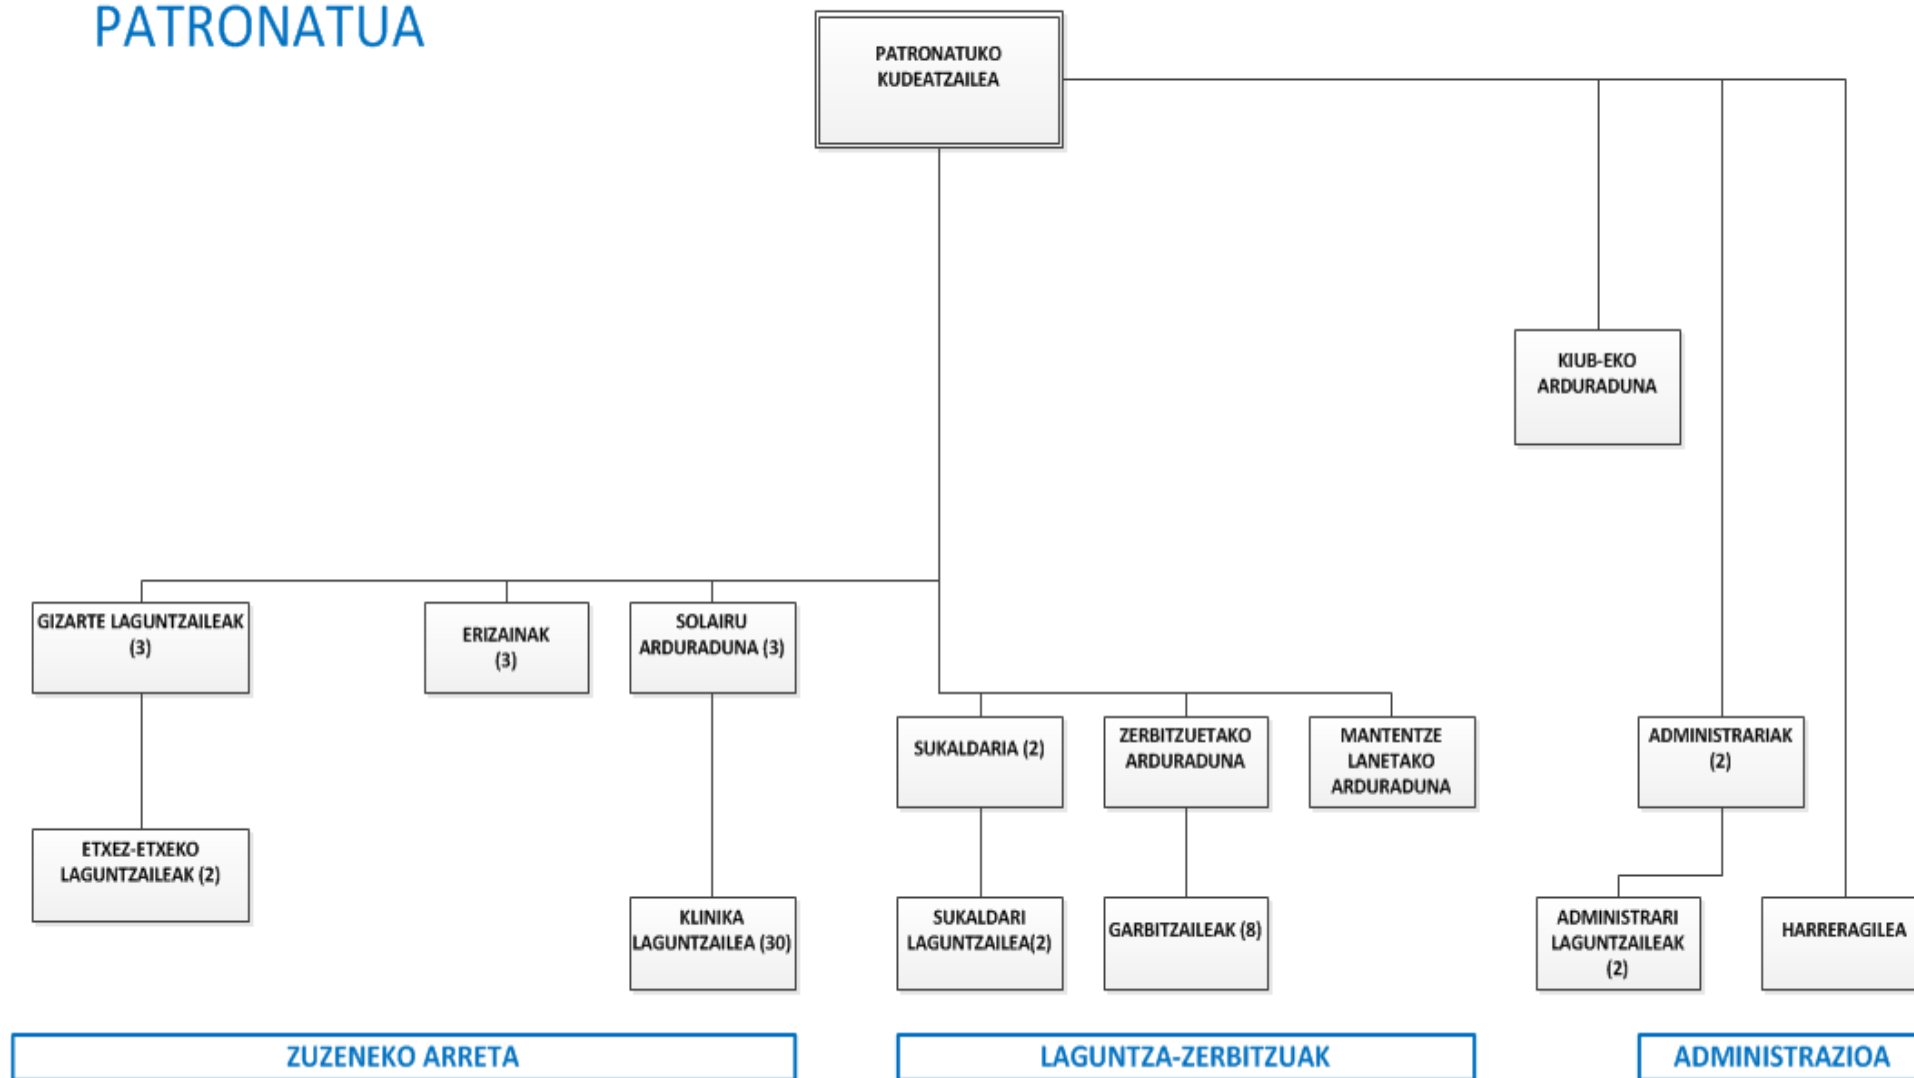 PATRONATUA
PATRONATUKO
KUDEATZAILEA
KIUB-EKO
ARDURADUNA
GIZARTE LAGUNTZAILEAK
(3)
ERIZAINAK
(3)
SOLAIRU
ARDURADUNA (3)
SUKALDARIA (2)
ZERBITZUETAKO
ARDURADUNA
MANTENTZE
LANETAKO
ARDURADUNA
ADMINISTRARIAK
(2)
ETXEZ-ETXEKO
LAGUNTZAILEAK (2)
KLINIKA
LAGUNTZAILEA (30)
SUKALDARI
LAGUNTZAILEA(2)
GARBITZAILEAK (8)
ADMINISTRARI
LAGUNTZAILEAK
(2)
HARRERAGILEA
ZUZENEKO ARRETA
LAGUNTZA-ZERBITZUAK
ADMINISTRAZIOA